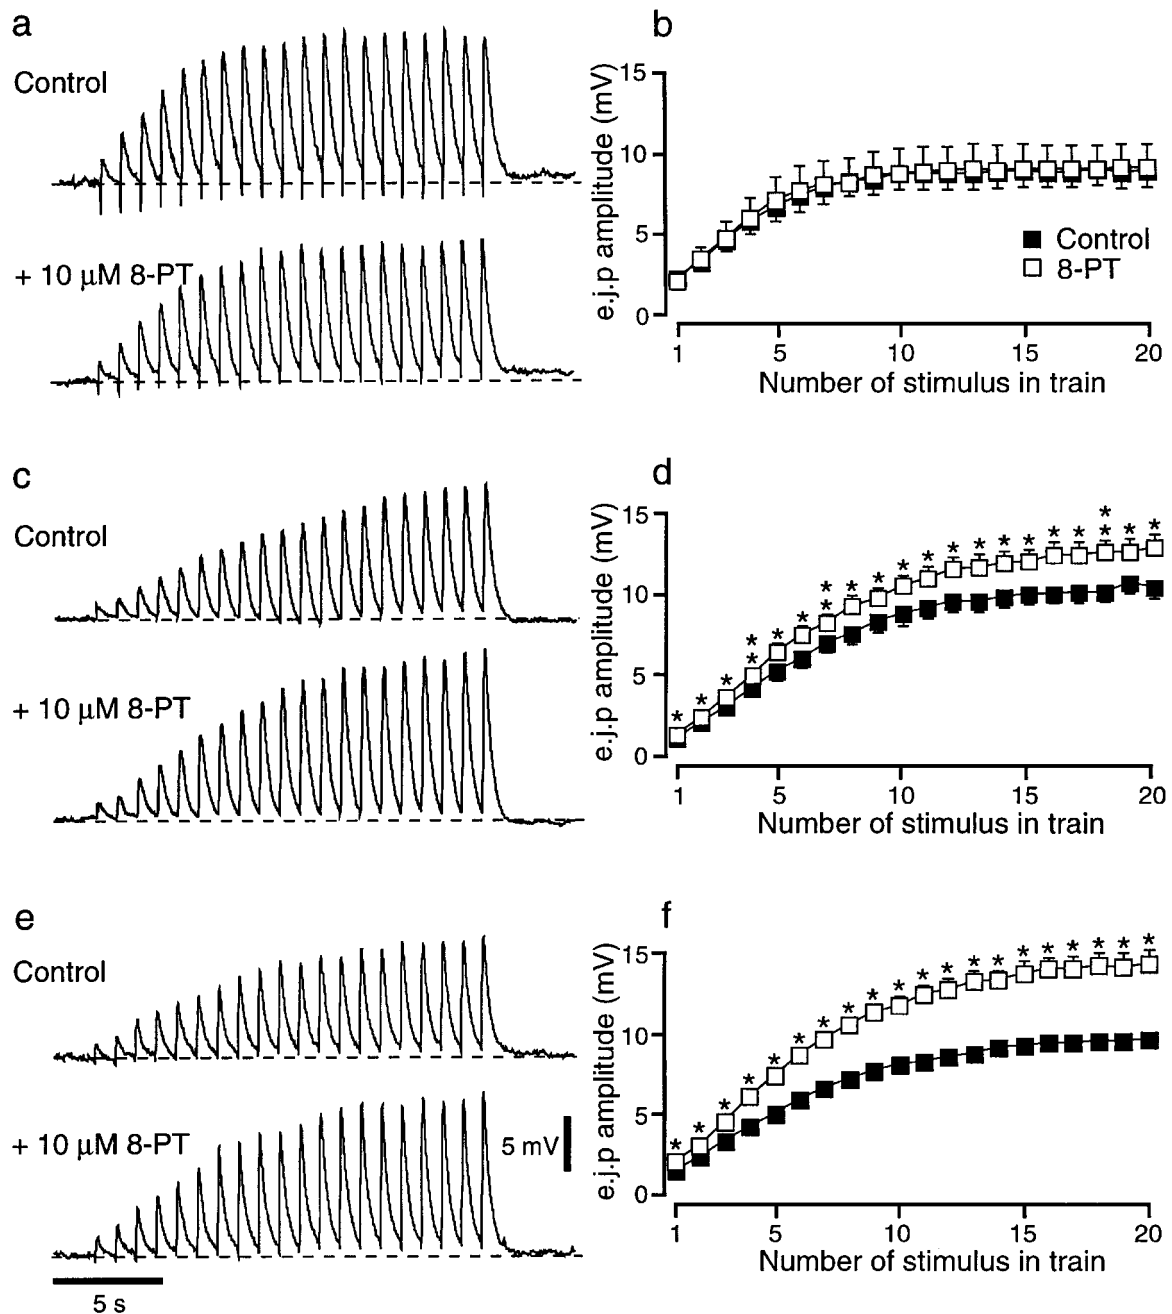 a
Control
+ 10 μM 8-PT
b
e.j.p amplitude (mV)
15
10
5
0
Control
8-PT
1 5 10 15 20
Number of stimulus in train
c
Control
+ 10 μM 8-PT
d
e.j.p amplitude (mV)
15
10
5
0
* * * * * * * * * * * * * * * * * * * * * * *
1 5 10 15 20
Number of stimulus in train
e
Control
+ 10 μM 8-PT
5 mV
5 s
f
e.j.p amplitude (mV)
15
10
5
0
* * * * * * * * * * * * * * * * * * * *
1 5 10 15 20
Number of stimulus in train